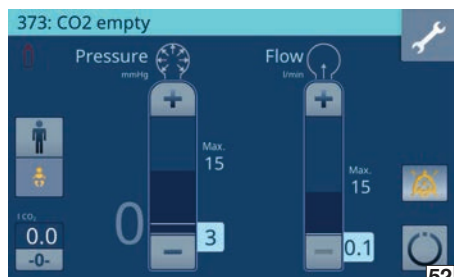 373: CO2 empty
Pressure
mmHg
Flow
l/min
Max.
15
Max.
15
l CO₂
0.0
-0-
0
3
0.1
52